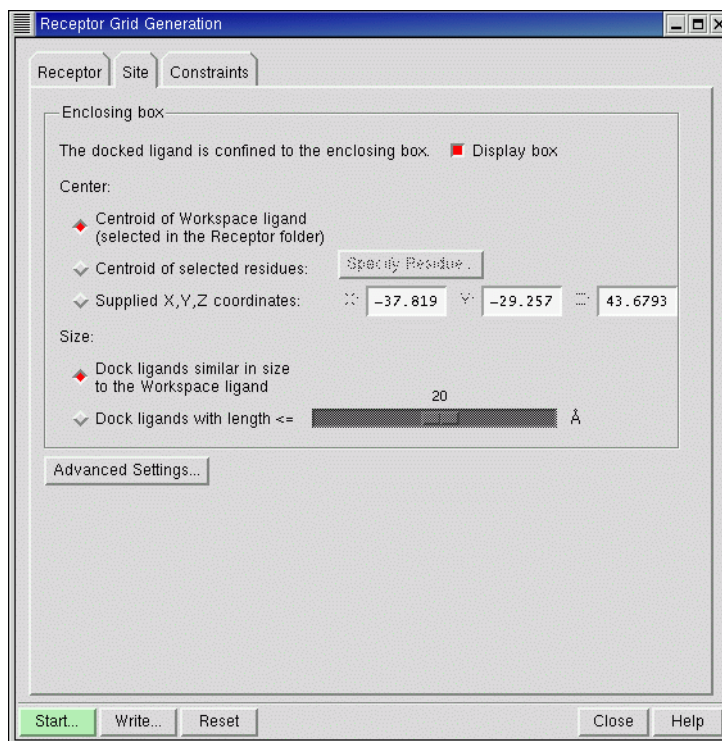 Receptor Grid Generation
Receptor Site Constraints
Enclosing box
The docked ligand is confined to the enclosing box. Display box
Center:
Centroid of Workspace ligand
(selected in the Receptor folder)
Centroid of selected residues: Specify Residue..
Supplied X,Y,Z coordinates: X: -37.819 Y: -29.257 Z: 43.6793
Size:
Dock ligands similar in size
to the Workspace ligand
20
Dock ligands with length <= Å
Advanced Settings...
Start... Write... Reset Close Help